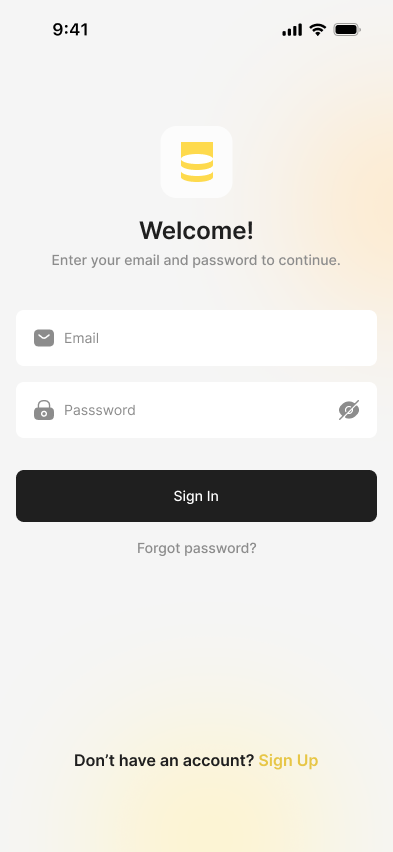 9:41
Welcome!
Enter your email and password to continue.
Email
Passsword
Sign In
Forgot password?
Don’t have an account? Sign Up